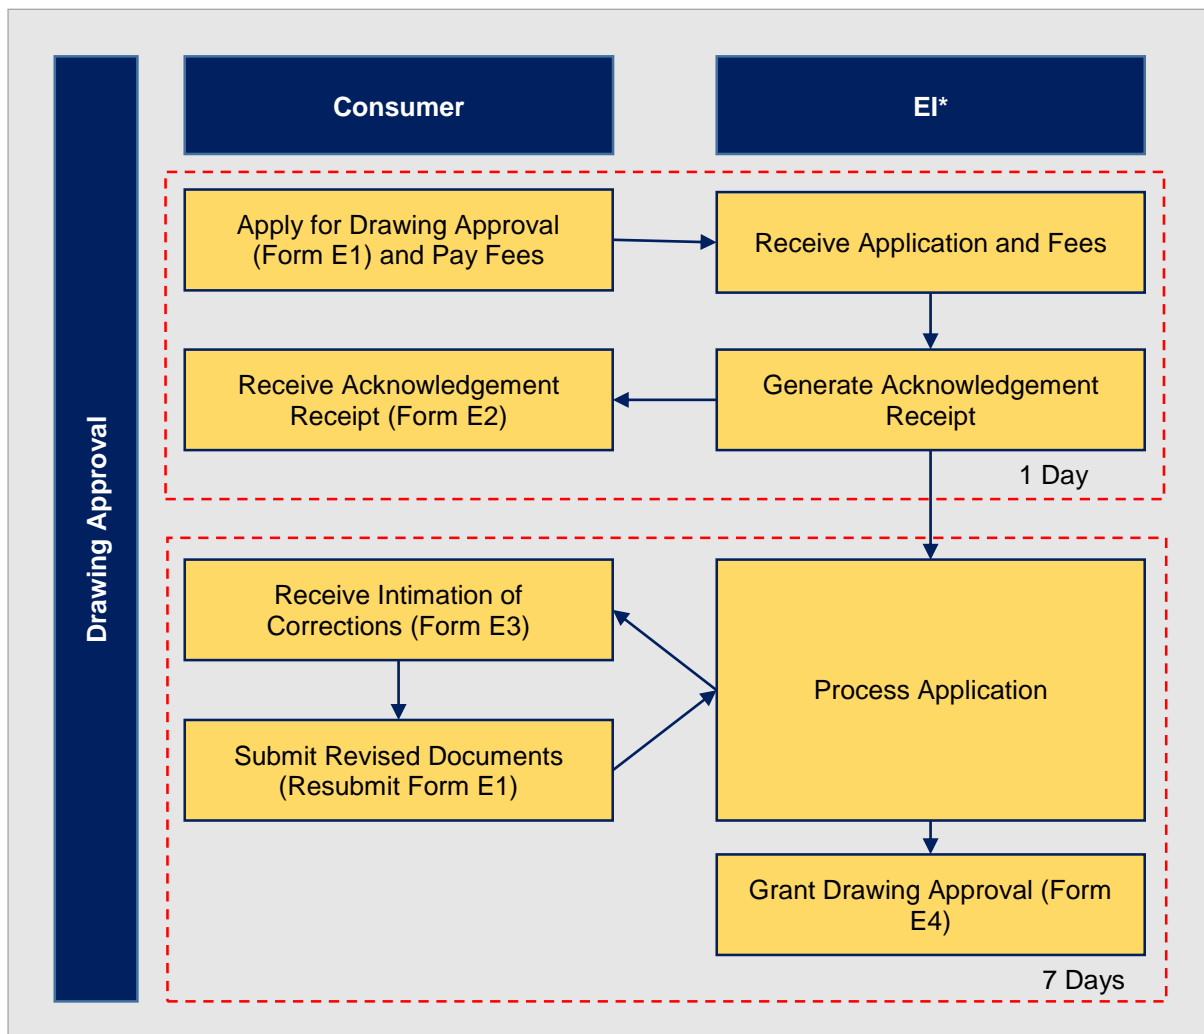 Consumer
EI*
Drawing Approval
Apply for Drawing Approval
(Form E1) and Pay Fees
Receive Application and Fees
Receive Acknowledgement
Receipt (Form E2)
Generate Acknowledgement
Receipt
1 Day
Receive Intimation of
Corrections (Form E3)
Process Application
Submit Revised Documents
(Resubmit Form E1)
Grant Drawing Approval (Form
E4)
7 Days